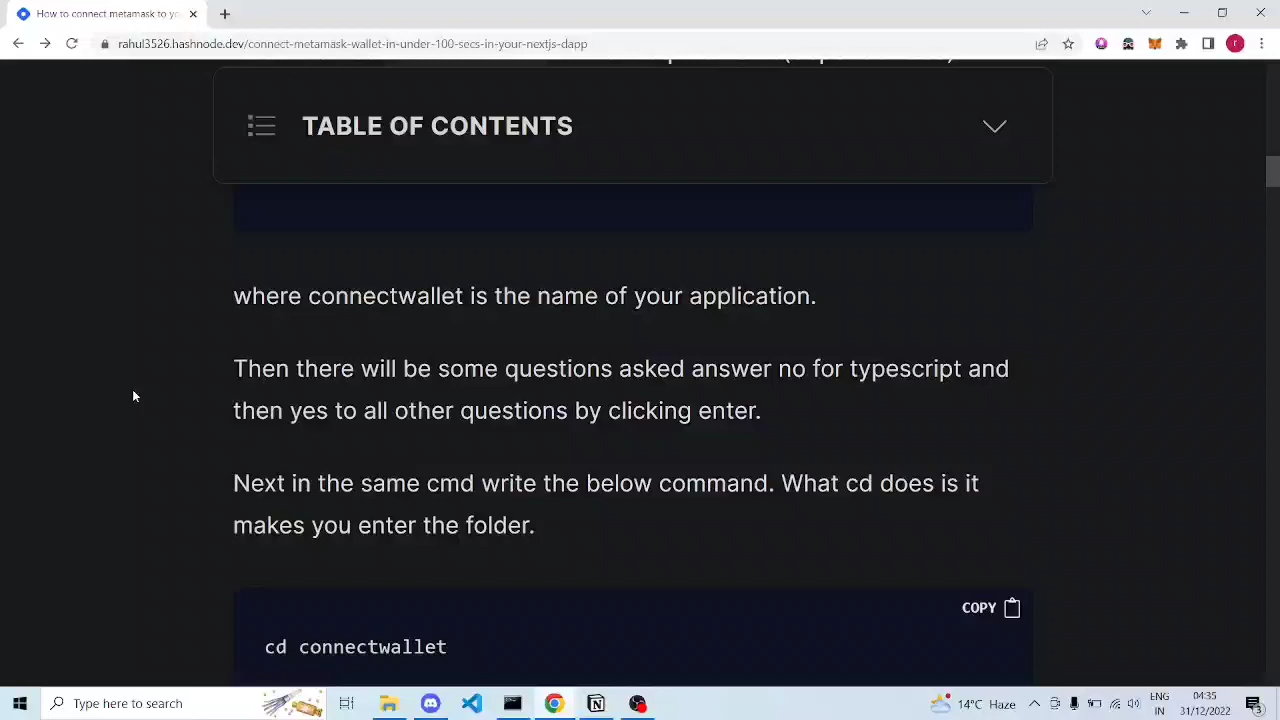 How to connect metamask to yo
rahul3526.hashnode.dev/connect-metamask-wallet-in-under-100secs-in-your-nextjs-dapp
TABLE OF CONTENTS
where connectwallet is the name of your application.
Then there will be some questions asked answer no for typescript and
then yes to all other questions by clicking enter.
Next in the same cmd write the below command. What cd does is it
makes you enter the folder.
COPY
cd connectwallet
Type here to search
14°C Haze
ENG
IN
04:35
31/12/2022
3